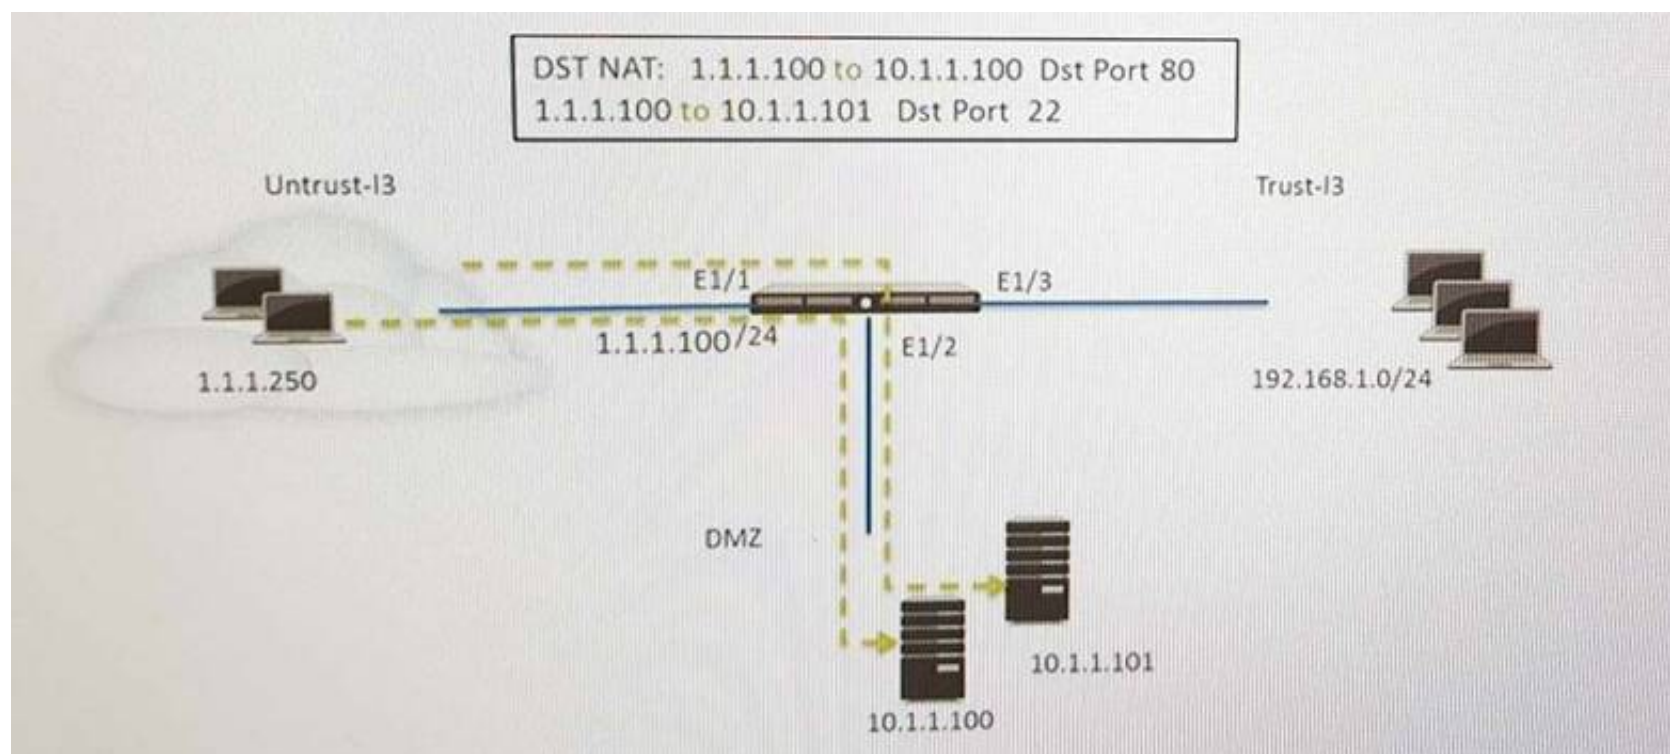 DST NAT: 1.1.1.100 to 10.1.1.100 Dst Port 80
1.1.1.100 to 10.1.1.101 Dst Port 22
Untrust-l3
Trust-l3
E1/1
E1/3
1.1.1.100/24
E1/2
1.1.1.250
192.168.1.0/24
DMZ
10.1.1.101
10.1.1.100